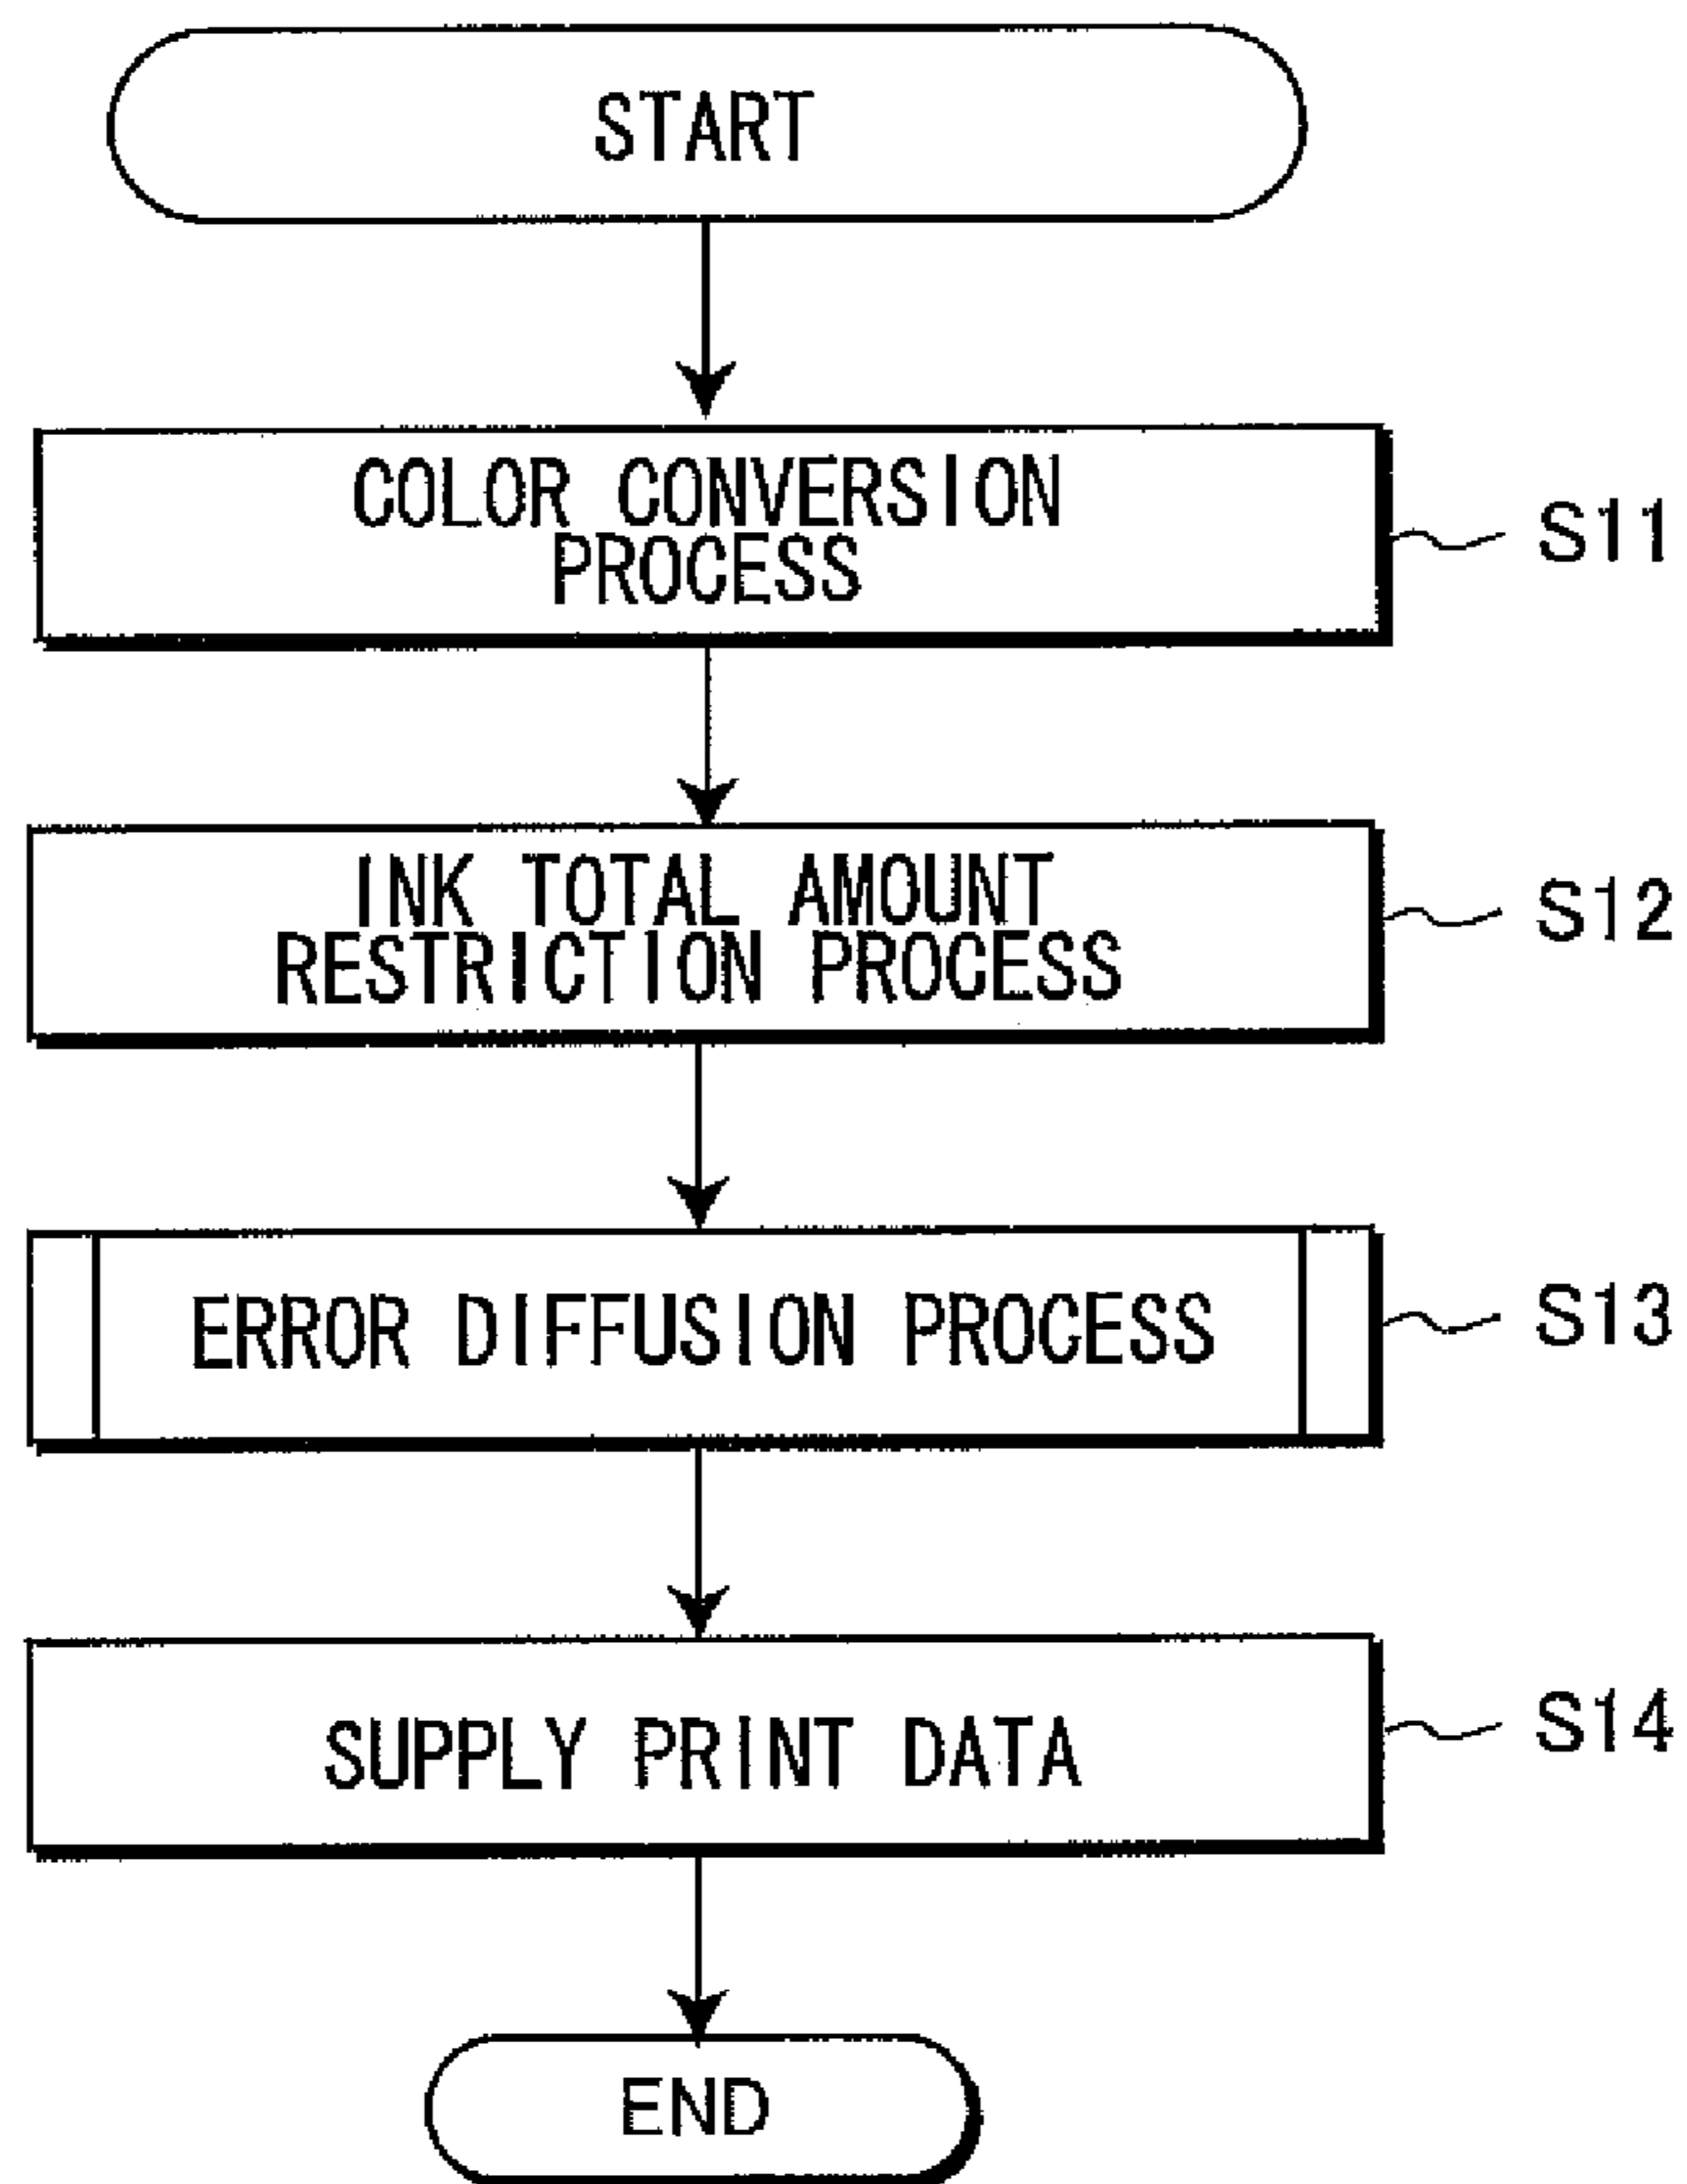 START
COLOR CONVERSION
PROCESS
S11
INK TOTAL AMOUNT
RESTRICTION PROCESS
S12
ERROR DIFFUSION PROCESS
S13
SUPPLY PRINT DATA
S14
END